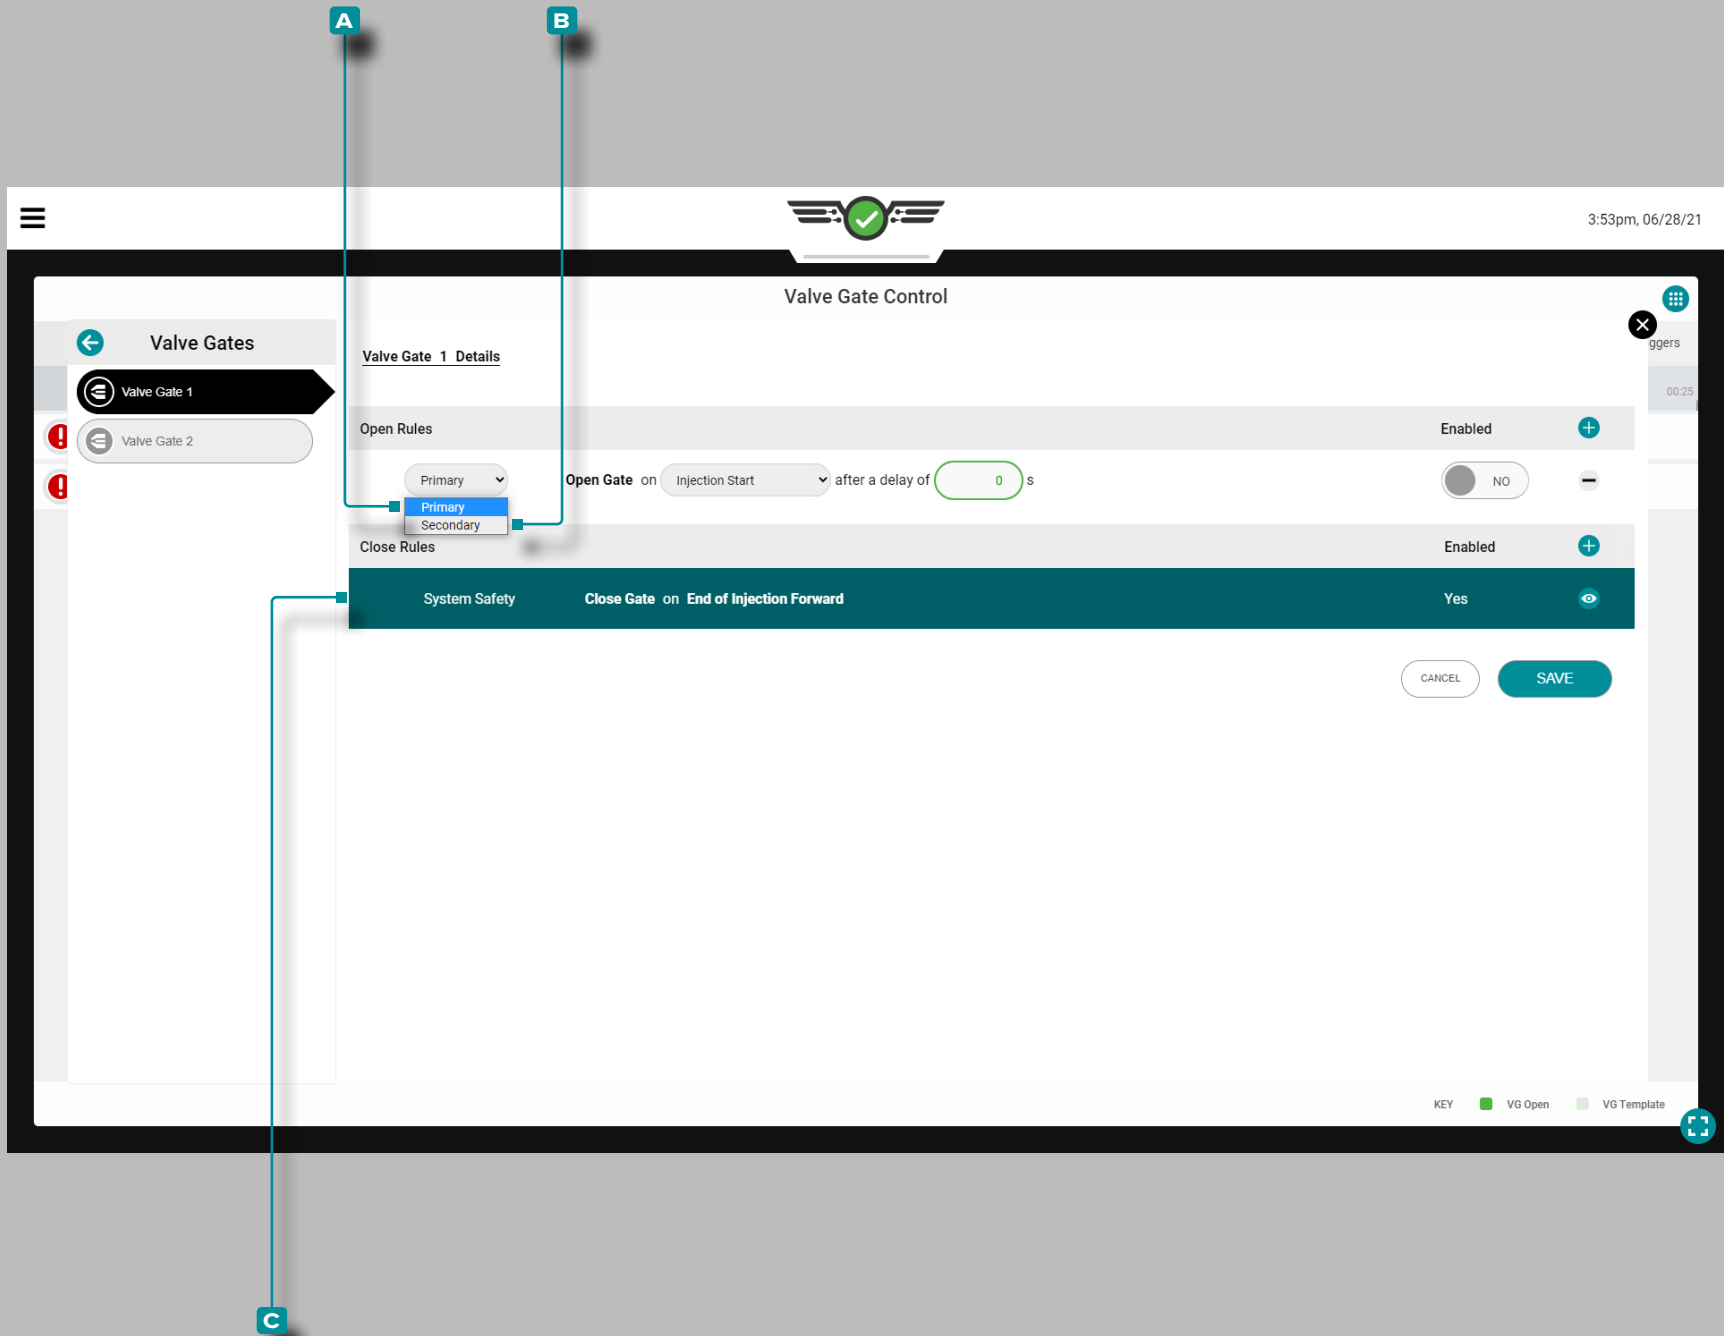 A
B
3:53pm, 06/28/21
Valve Gate Control
Valve Gates
ggers
Valve Gate 1 Details
Valve Gate 1
00:25
Open Rules
Enabled
Valve Gate 2
Primary
Open Gate on Injection Start after a delay of 0 s
NO
Primary
Secondary
Close Rules
Enabled
System Safety
Close Gate on End of Injection Forward
Yes
CANCEL
SAVE
KEY
VG Open
VG Template
C